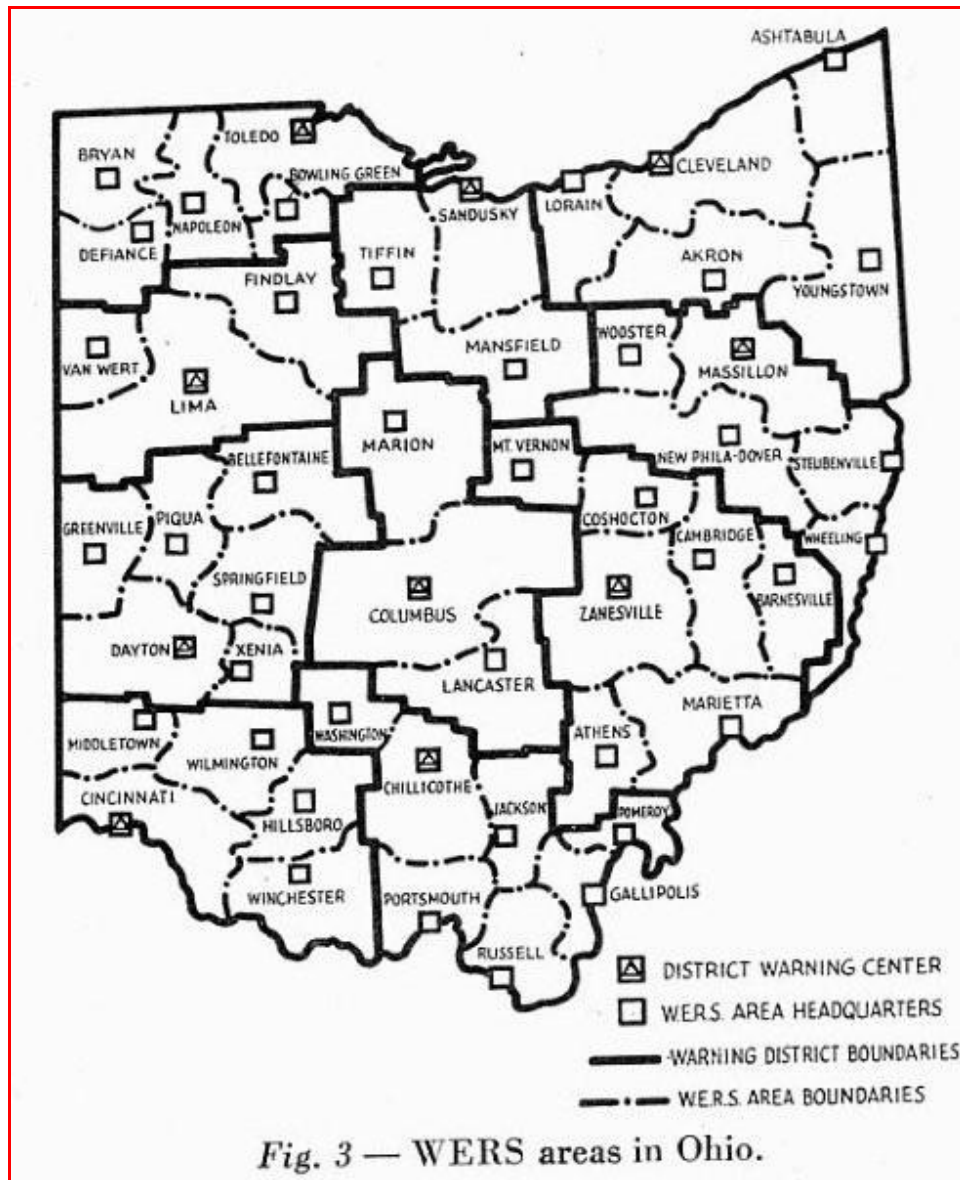 ASHTABULA
TOLEDO
CLEVELAND
BRYAN
BOWLING GREEN
SANDUSKY
LORAIN
NAPOLEON
DEFIANCE
TIFFIN
AKRON
FINDLAY
YOUNGSTOWN
WOOSTER
MANSFIELD
VAN WERT
MASSILLON
LIMA
MARION
MT. VERNON
NEW PHILA-DOVER
STEUBENVILLE
BELLEFONTAINE
GREENVILLE
PIQUA
COSHOCTON
CAMBRIDGE
WHEELING
SPRINGFIELD
BARNESVILLE
COLUMBUS
ZANESVILLE
DAYTON
XENIA
LANCASTER
MARIETTA
WASHINGTON
ATHENS
MIDDLETOWN
WILMINGTON
CHILLICOTHE
CINCINNATI
JACKSON
POMEROY
HILLSBORO
WINCHESTER
PORTSMOUTH
GALLIPOLIS
RUSSELL
DISTRICT WARNING CENTER
W.E.R.S. AREA HEADQUARTERS
WARNING DISTRICT BOUNDARIES
W.E.R.S. AREA BOUNDARIES
Fig. 3 — WERS areas in Ohio.